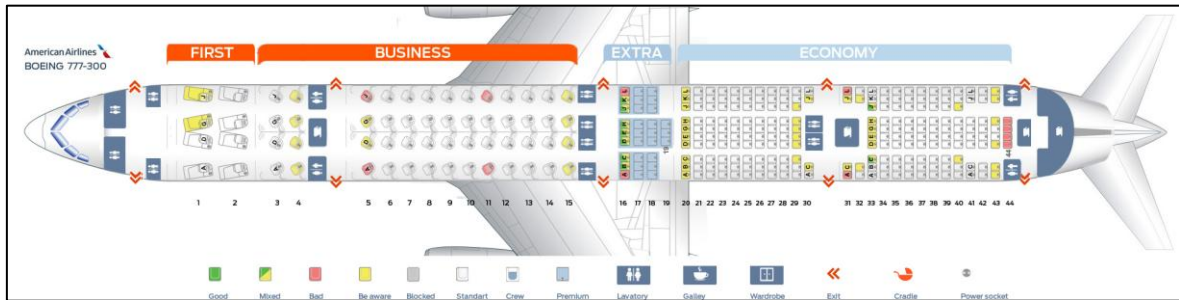 American Airlines
BOEING 777-300
FIRST
BUSINESS
EXTRA
ECONOMY
1 2 3 4 5 6 7 8 9 10 11 12 13 14 15 16 17 18 19 20 21 22 23 24 25 26 27 28 29 30 31 32 33 34 35 36 37 38 39 40 41 42 43 44
Good Mixed Bad Be aware Blocked Standart Crew Premium Lavatory Galley Wardrobe Exit Cradle Power socket